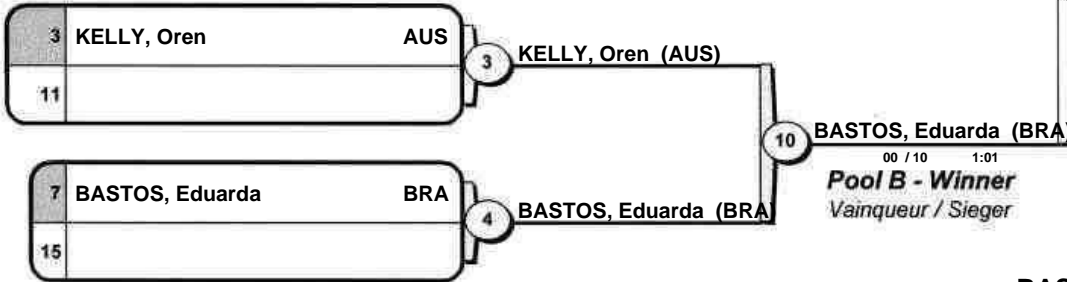 3 KELLY, Oren AUS
11
3
KELLY, Oren (AUS)
7 BASTOS, Eduarda BRA
15
4
BASTOS, Eduarda (BRA)
10
BASTOS, Eduarda (BRA)
00 / 10 1:01
Pool B - Winner
Vainqueur / Sieger